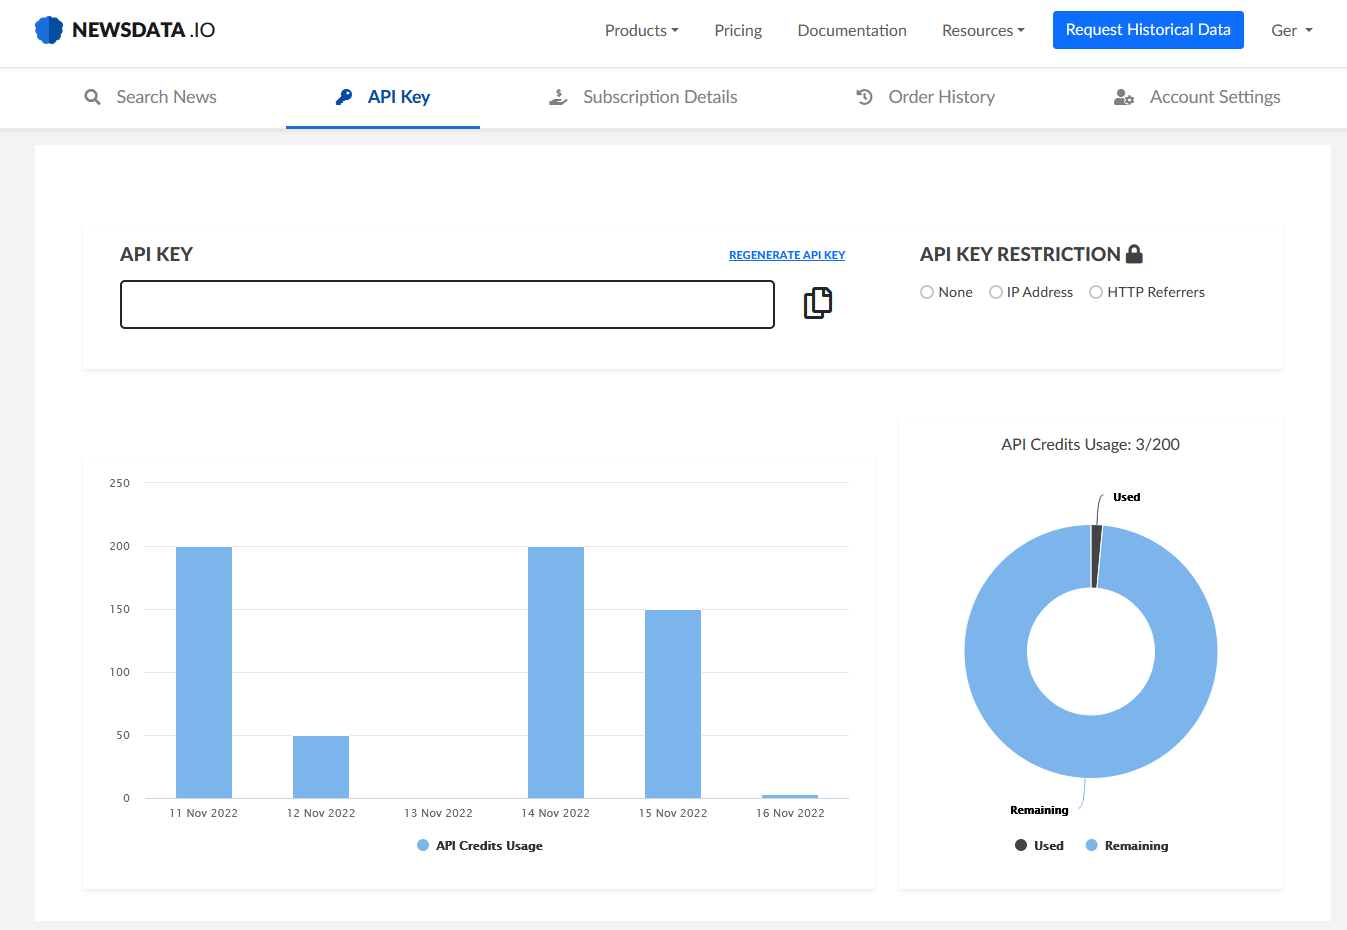 NEWSDATA.IO
Products Pricing Documentation Resources Request Historical Data Ger
Search News API Key Subscription Details Order History Account Settings
API KEY REGENERATE API KEY API KEY RESTRICTION
None IP Address HTTP Referrers
API Credits Usage: 3/200
250
200
150
100
50
0
11 Nov 2022 12 Nov 2022 13 Nov 2022 14 Nov 2022 15 Nov 2022 16 Nov 2022
API Credits Usage
Used
Remaining
Used Remaining